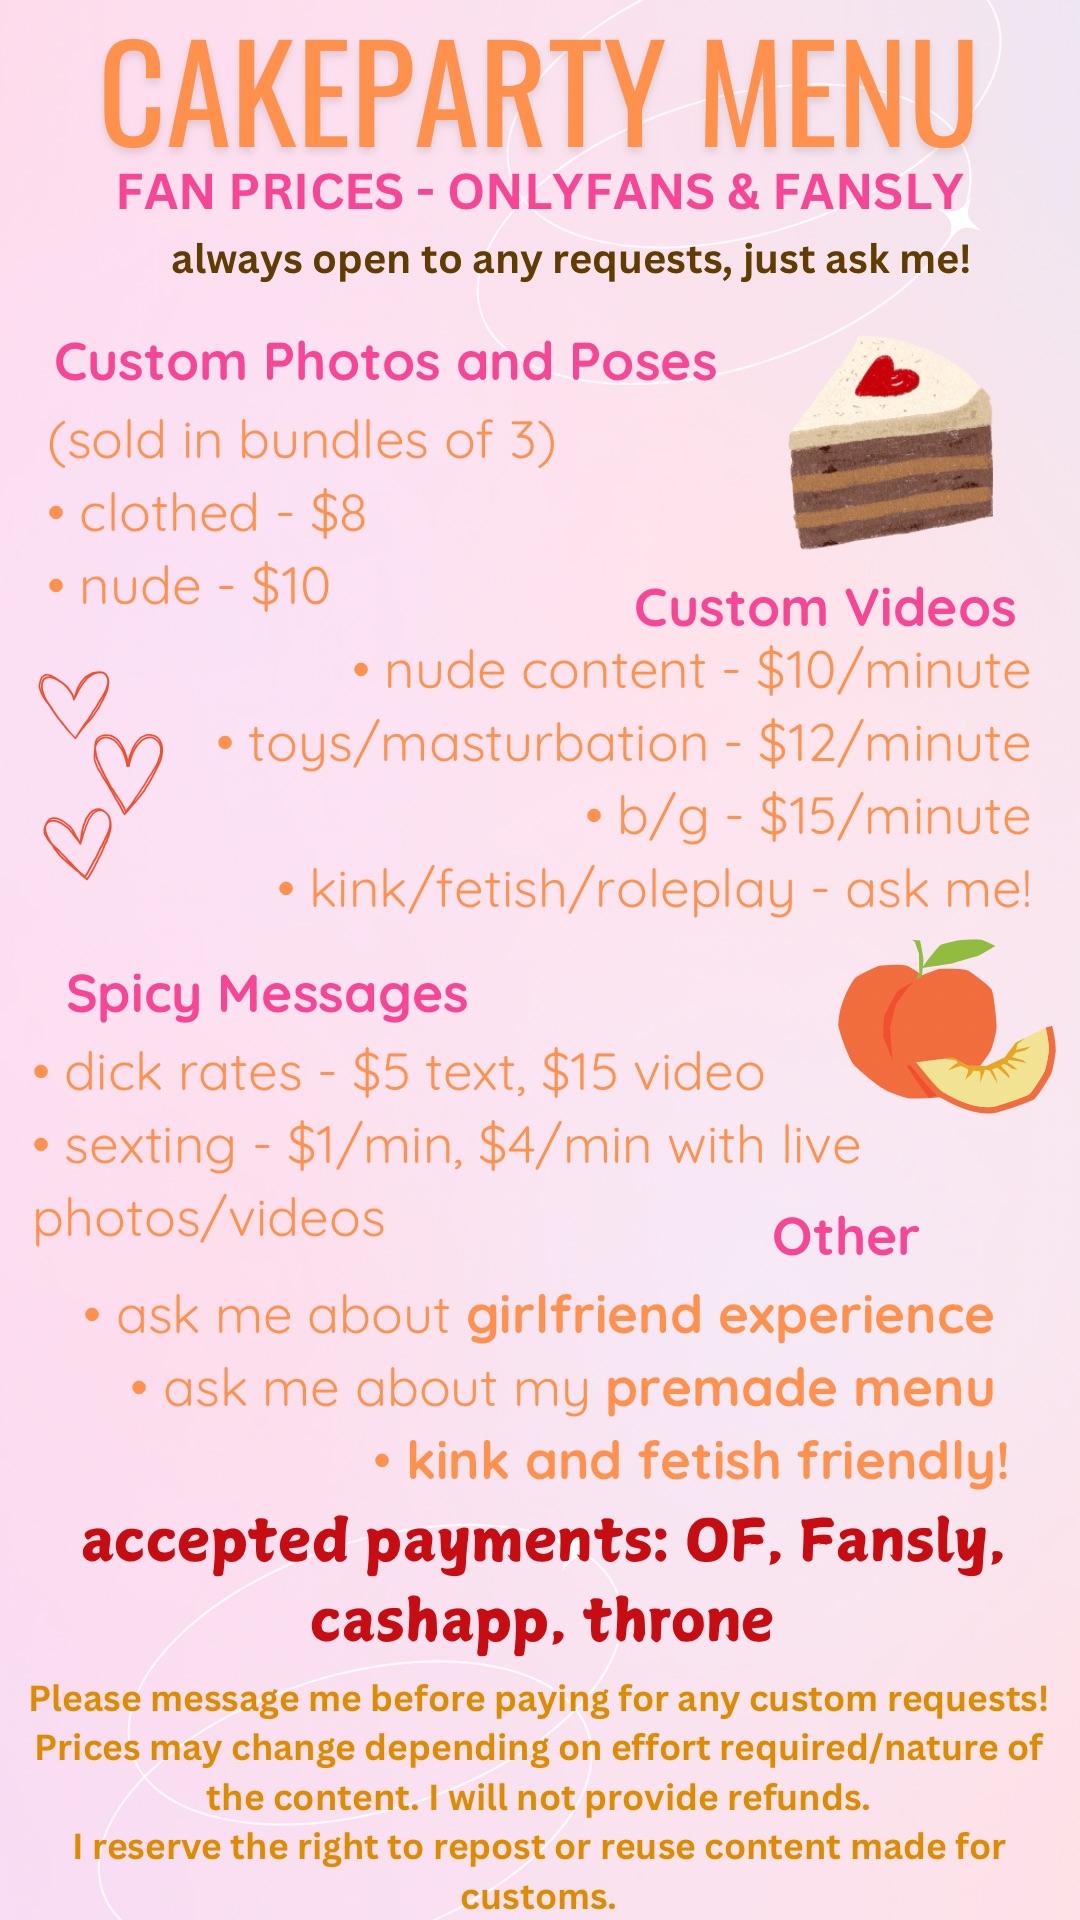 CAKEPARTY MENU
FAN PRICES - ONLYFANS & FANSLY
always open to any requests, just ask me!
Custom Photos and Poses
(sold in bundles of 3)
• clothed - $8
• nude - $10
Custom Videos
• nude content - $10/minute
• toys/masturbation - $12/minute
• b/g - $15/minute
• kink/fetish/roleplay - ask me!
Spicy Messages
• dick rates - $5 text, $15 video
• sexting - $1/min, $4/min with live
photos/videos
Other
• ask me about girlfriend experience
• ask me about my premade menu
• kink and fetish friendly!
accepted payments: OF, Fansly,
cashapp, throne
Please message me before paying for any custom requests!
Prices may change depending on effort required/nature of
the content. I will not provide refunds.
I reserve the right to repost or reuse content made for
customs.